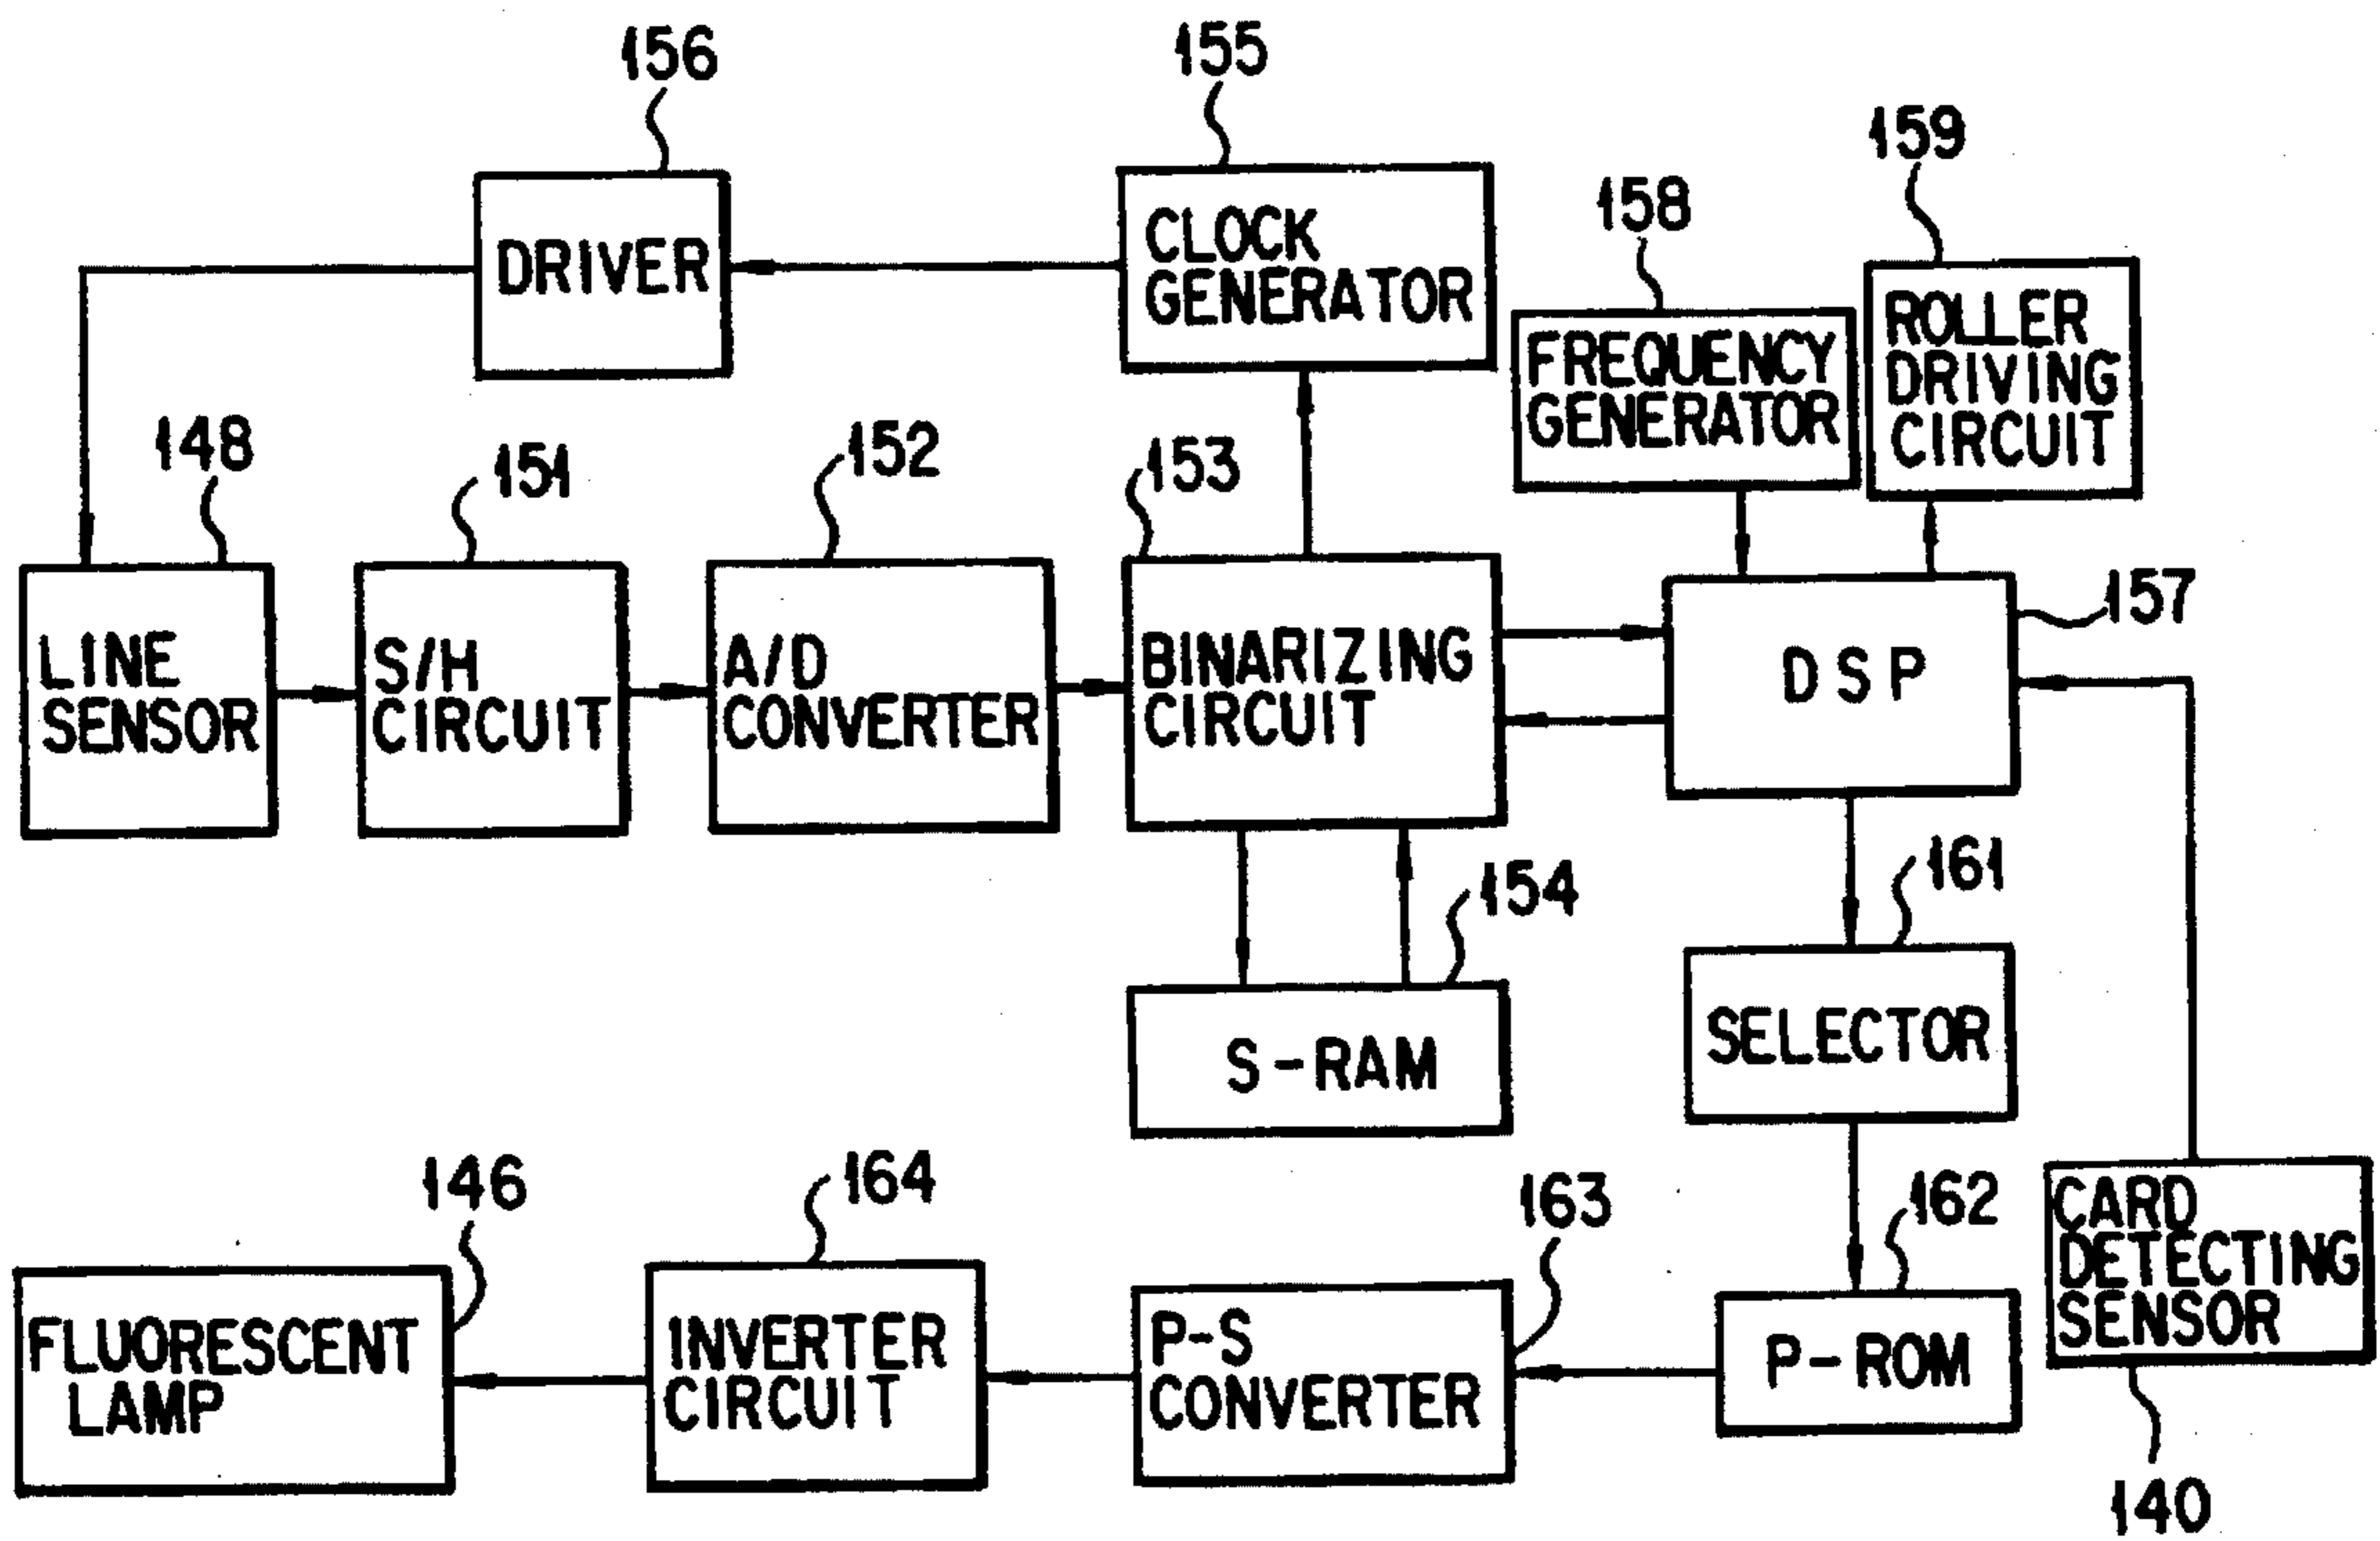 156
155
159
158
DRIVER
CLOCK
GENERATOR
FREQUENCY
GENERATOR
ROLLER
DRIVING
CIRCUIT
148
151
152
153
157
LINE
SENSOR
S/H
CIRCUIT
A/D
CONVERTER
BINARIZING
CIRCUIT
DSP
154
161
S-RAM
SELECTOR
146
164
163
162
CARD
DETECTING
SENSOR
FLUORESCENT
LAMP
INVERTER
CIRCUIT
P-S
CONVERTER
P-ROM
140